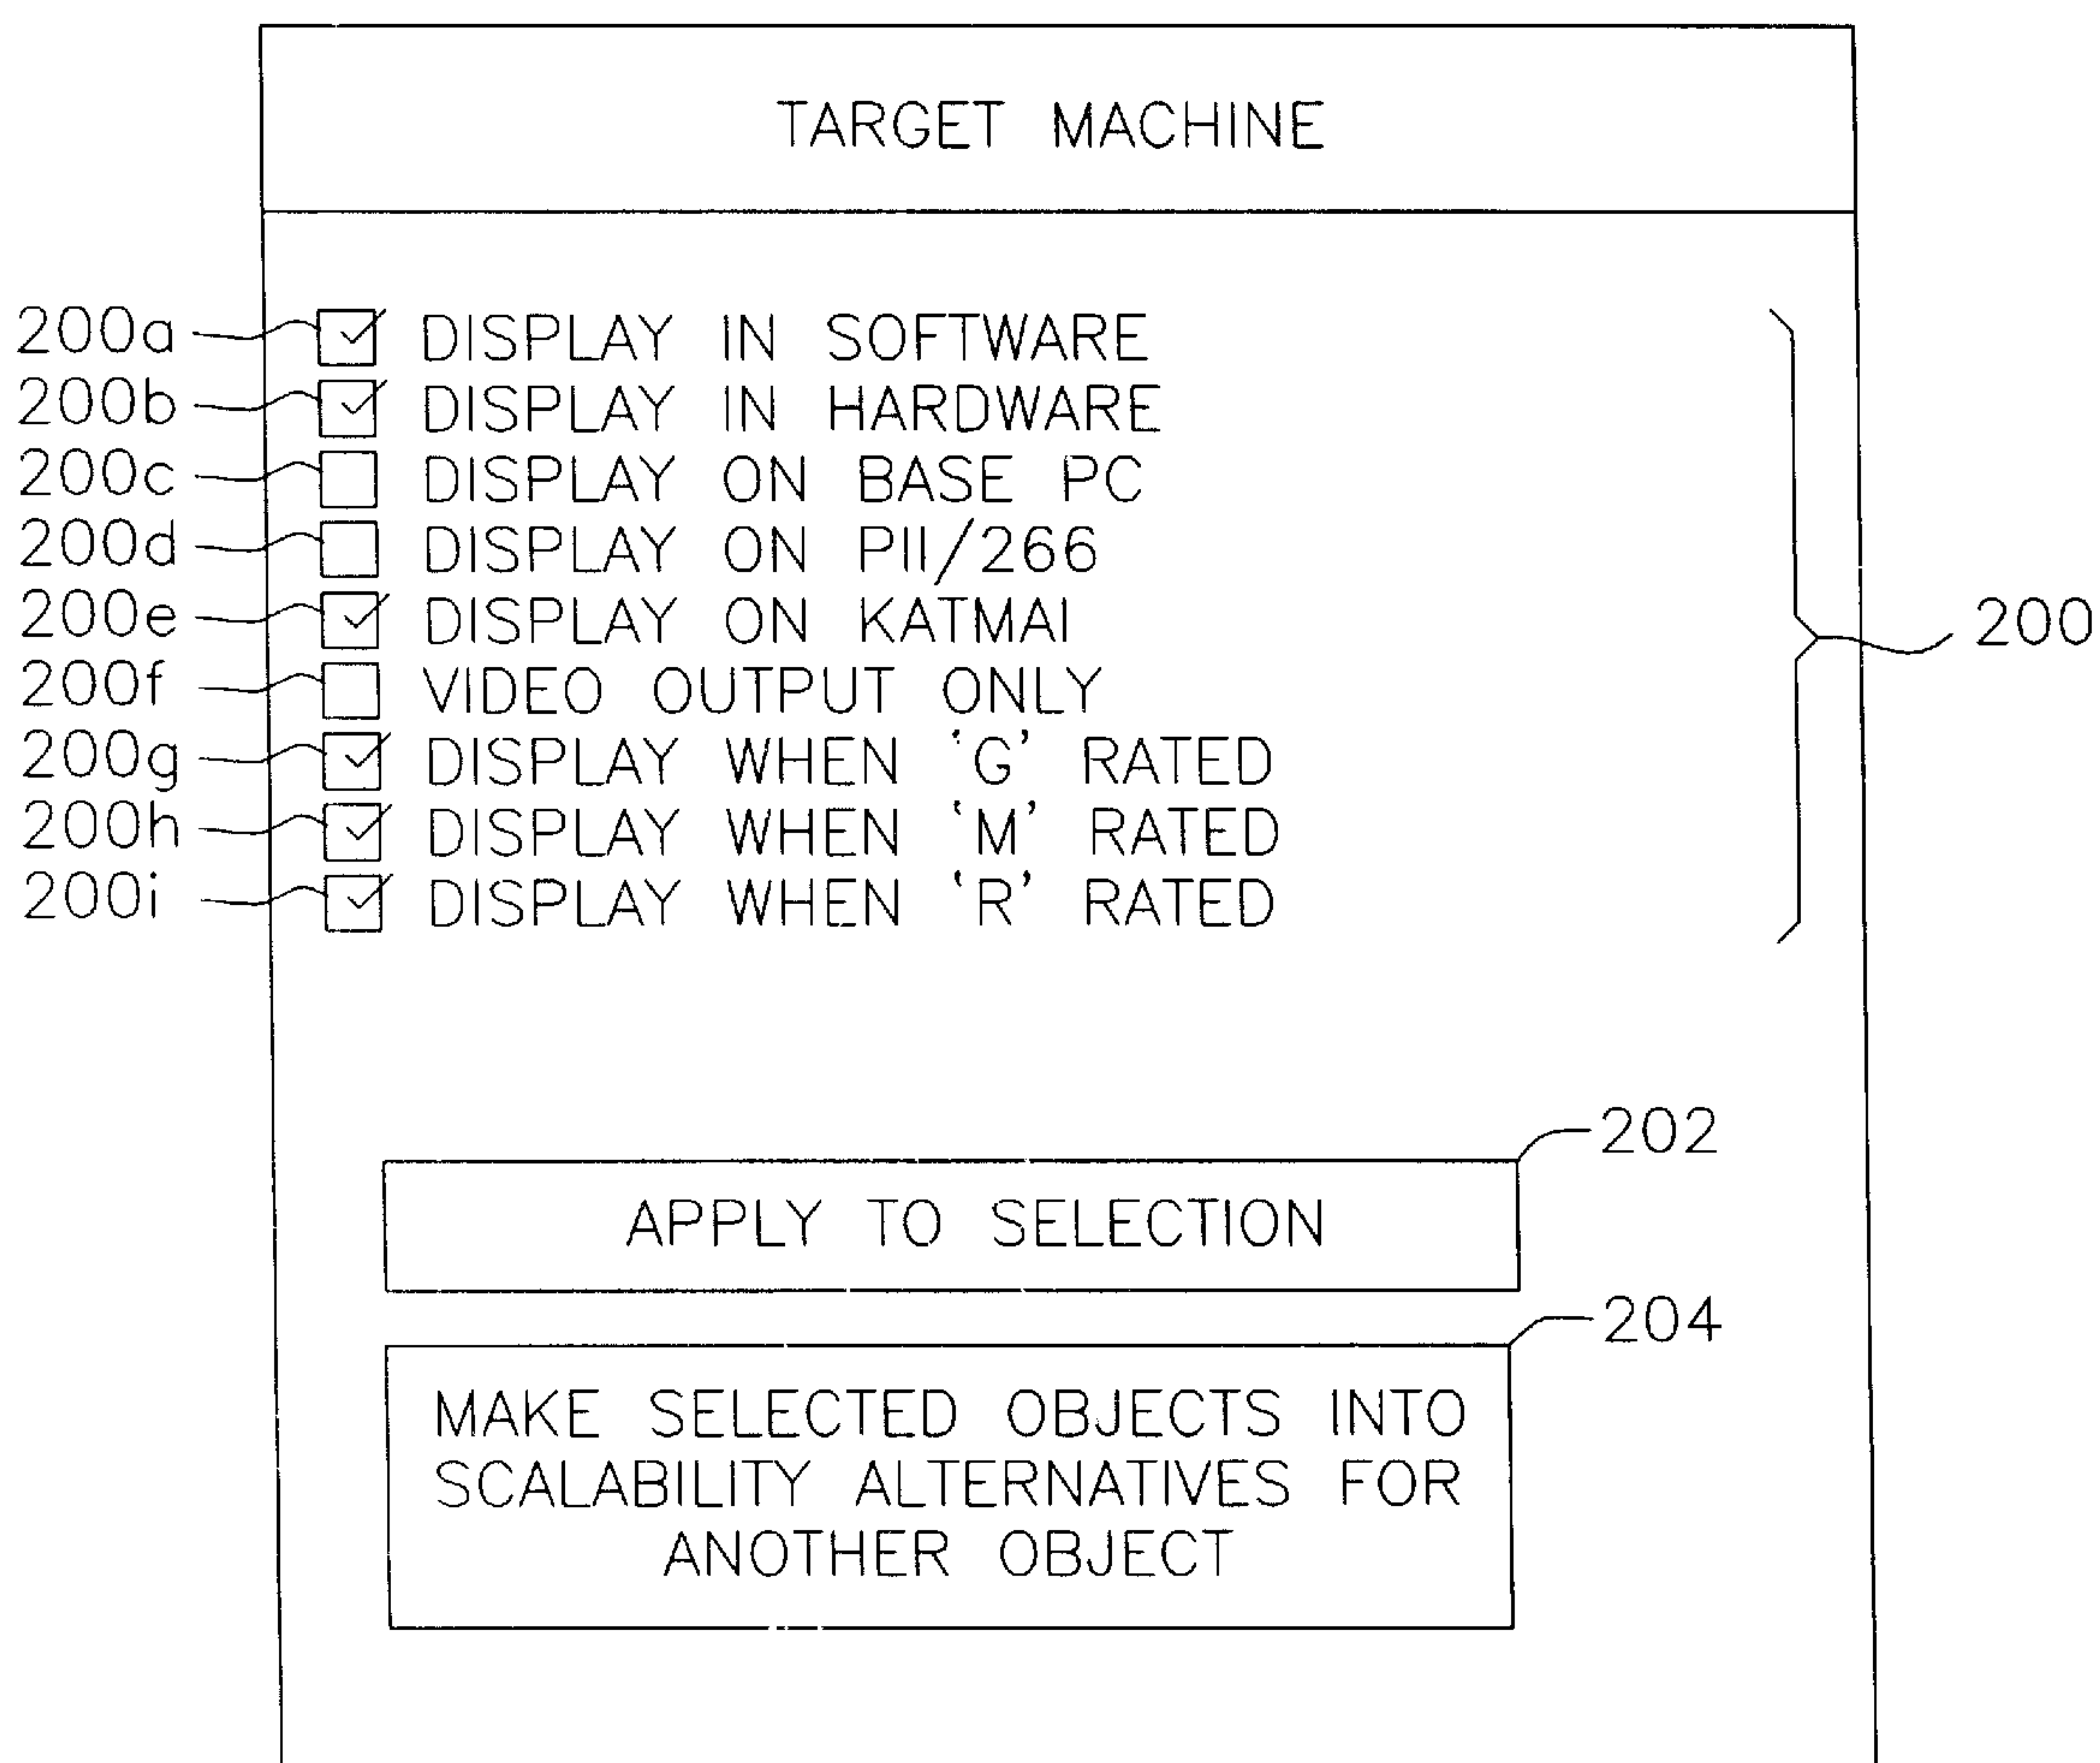 TARGET MACHINE
200a DISPLAY IN SOFTWARE
200b DISPLAY IN HARDWARE
200c DISPLAY ON BASE PC
200d DISPLAY ON PII/266
200e DISPLAY ON KATMAI
200
200f VIDEO OUTPUT ONLY
200g DISPLAY WHEN 'G' RATED
200h DISPLAY WHEN 'M' RATED
200i DISPLAY WHEN 'R' RATED
202
APPLY TO SELECTION
204
MAKE SELECTED OBJECTS INTO
SCALABILITY ALTERNATIVES FOR
ANOTHER OBJECT